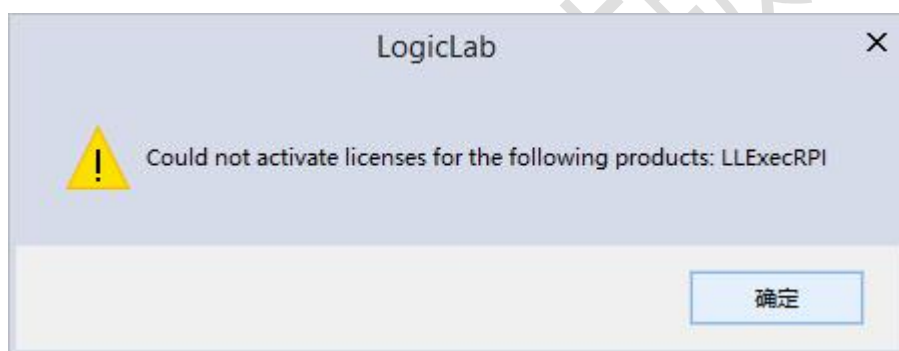 LogicLab
Could not activate licenses for the following products: LLExecRPI
确定